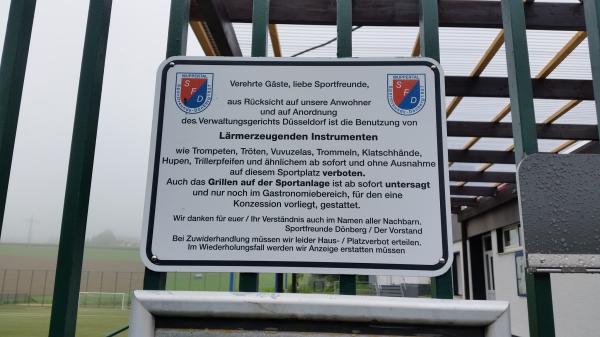 WUPPERTAL
SFD
WUPPERTAL
SFD
Verehrte Gäste, liebe Sportfreunde,
aus Rücksicht auf unsere Anwohner
und auf Anordnung
des Verwaltungsgerichts Düsseldorf ist die Benutzung von
Lärmerzeugenden Instrumenten
wie Trompeten, Tröten, Vuvuzelas, Trommeln, Klatschhände,
Hupen, Trillerpfeifen und ähnlichem ab sofort und ohne Ausnahme
auf diesem Sportplatz verboten.
Auch das Grillen auf der Sportanlage ist ab sofort untersagt
und nur noch im Gastronomiebereich, für den eine
Konzession vorliegt, gestattet.
Wir danken für euer / Ihr Verständnis auch im Namen aller Nachbarn.
Sportfreunde Dönberg / Der Vorstand
Bei Zuwiderhandlung müssen wir leider Haus- / Platzverbot erteilen.
Im Wiederholungsfall werden wir Anzeige erstatten müssen